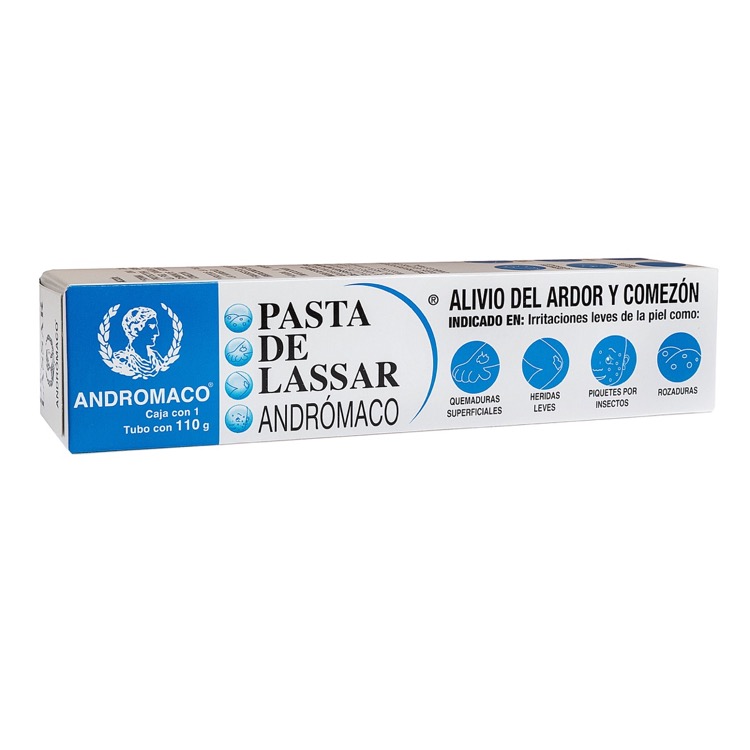 ANDROMACO®
Caja con 1
Tubo con 110 g
PASTA
DE
LASSAR
ANDRÓMACO
®
ALIVIO DEL ARDOR Y COMEZÓN
INDICADO EN: Irritaciones leves de la piel como:
QUEMADURAS
SUPERFICIALES
HERIDAS
LEVES
PIQUETES POR
INSECTOS
ROZADURAS
ANDRÓMACO